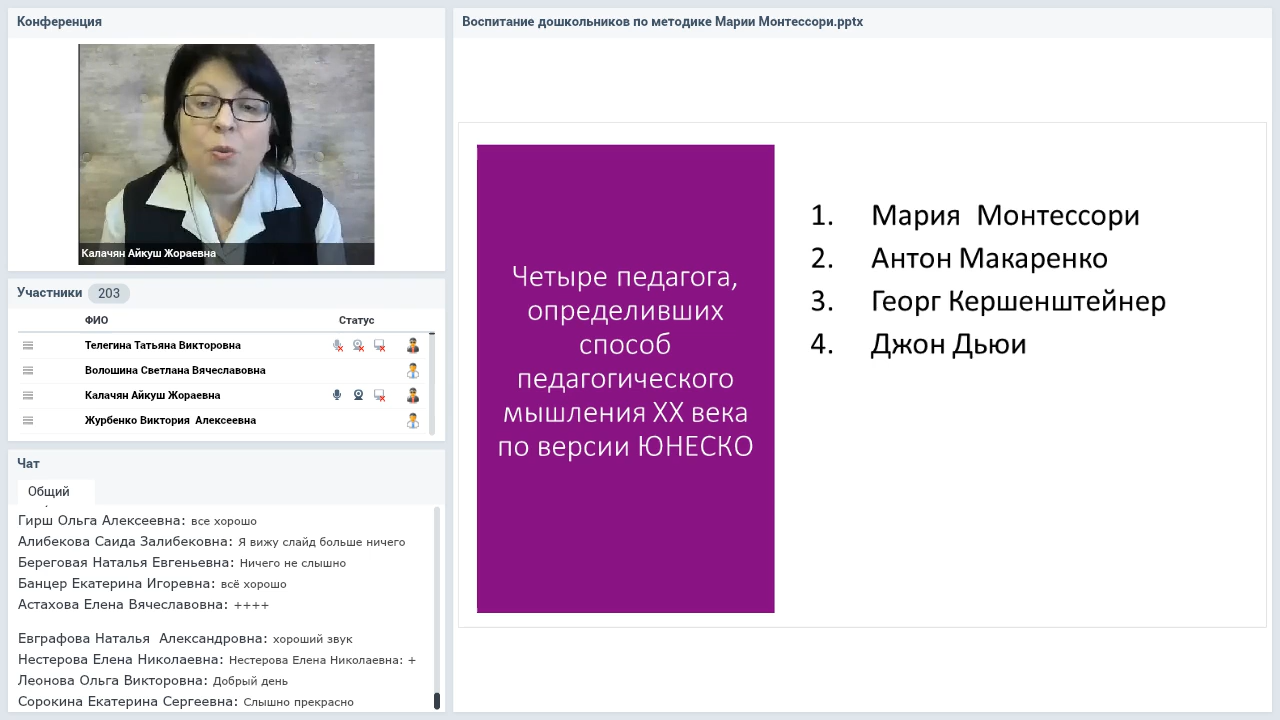 Конференция
Калачян Айкуш Жораевна
Участники 203
ФИО Статус
Телегина Татьяна Викторовна
Волошина Светлана Вячеславовна
Калачян Айкуш Жораевна
Журбенко Виктория Алексеевна
Чат
Общий
Гирш Ольга Алексеевна: все хорошо
Алибекова Саида Залибековна: Я вижу слайд больше ничего
Береговая Наталья Евгеньевна: Ничего не слышно
Банцер Екатерина Игоревна: всё хорошо
Астахова Елена Вячеславовна: ++++
Евграфова Наталья Александровна: хороший звук
Нестерова Елена Николаевна: Нестерова Елена Николаевна: +
Леонова Ольга Викторовна: Добрый день
Сорокина Екатерина Сергеевна: Слышно прекрасно
Воспитание дошкольников по методике Марии Монтессори.pptx
Четыре педагога,
определивших
способ
педагогического
мышления XX века
по версии ЮНЕСКО
1. Мария Монтессори
2. Антон Макаренко
3. Георг Кершенштейнер
4. Джон Дьюи